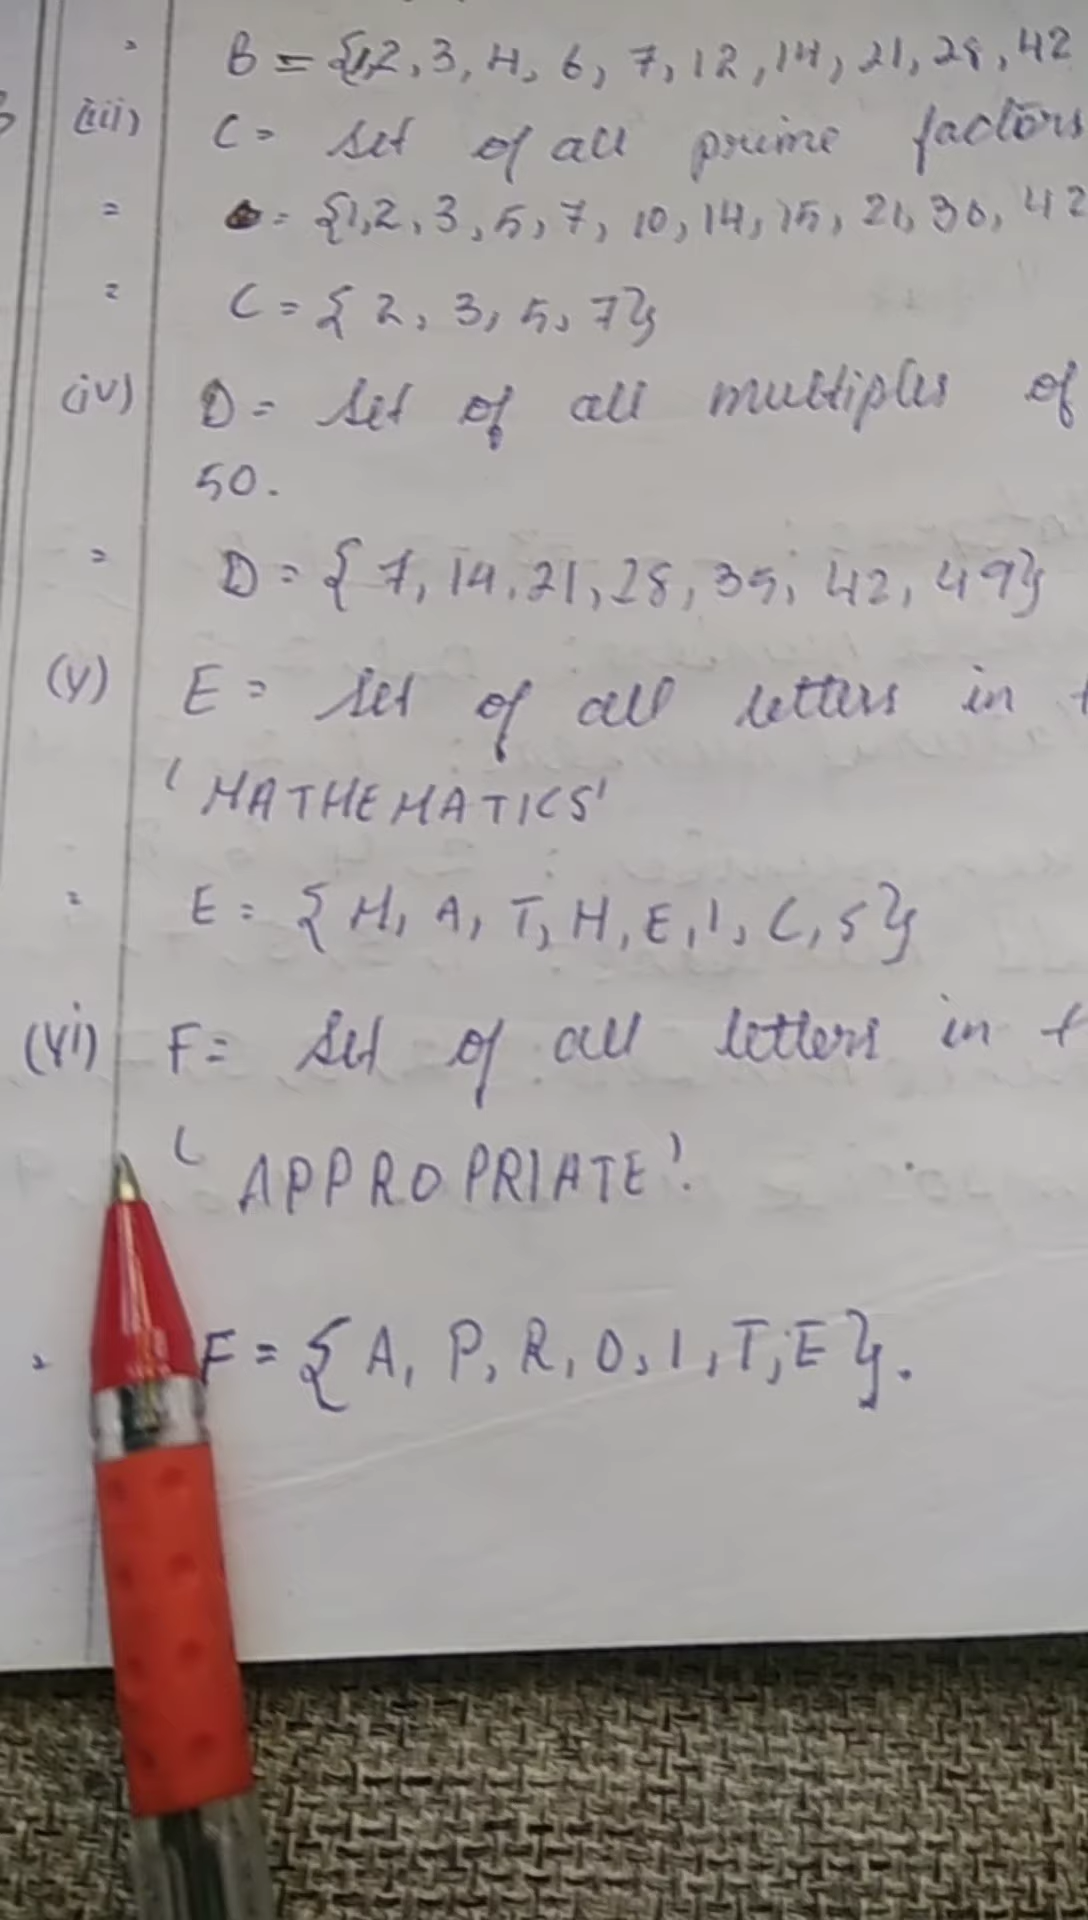 B = {1,2, 3, 4, 6, 7, 12, 14, 21, 28, 42
(iii) C = set of all prime factors
= = {1,2, 3, 5, 7, 10, 14, 15, 21, 30, 42
= C = { 2, 3, 5, 7}
(iv) D = set of all multiples of
50.
= D = { 7, 14, 21, 28, 35, 42, 49}
(v) E = set of all letters in t
'MATHEMATICS'
= E = { M, A, T, H, E, I, C, S}
(vi) F = set of all letters in t
'APPROPRIATE'.
= F = { A, P, R, O, I, T, E }.